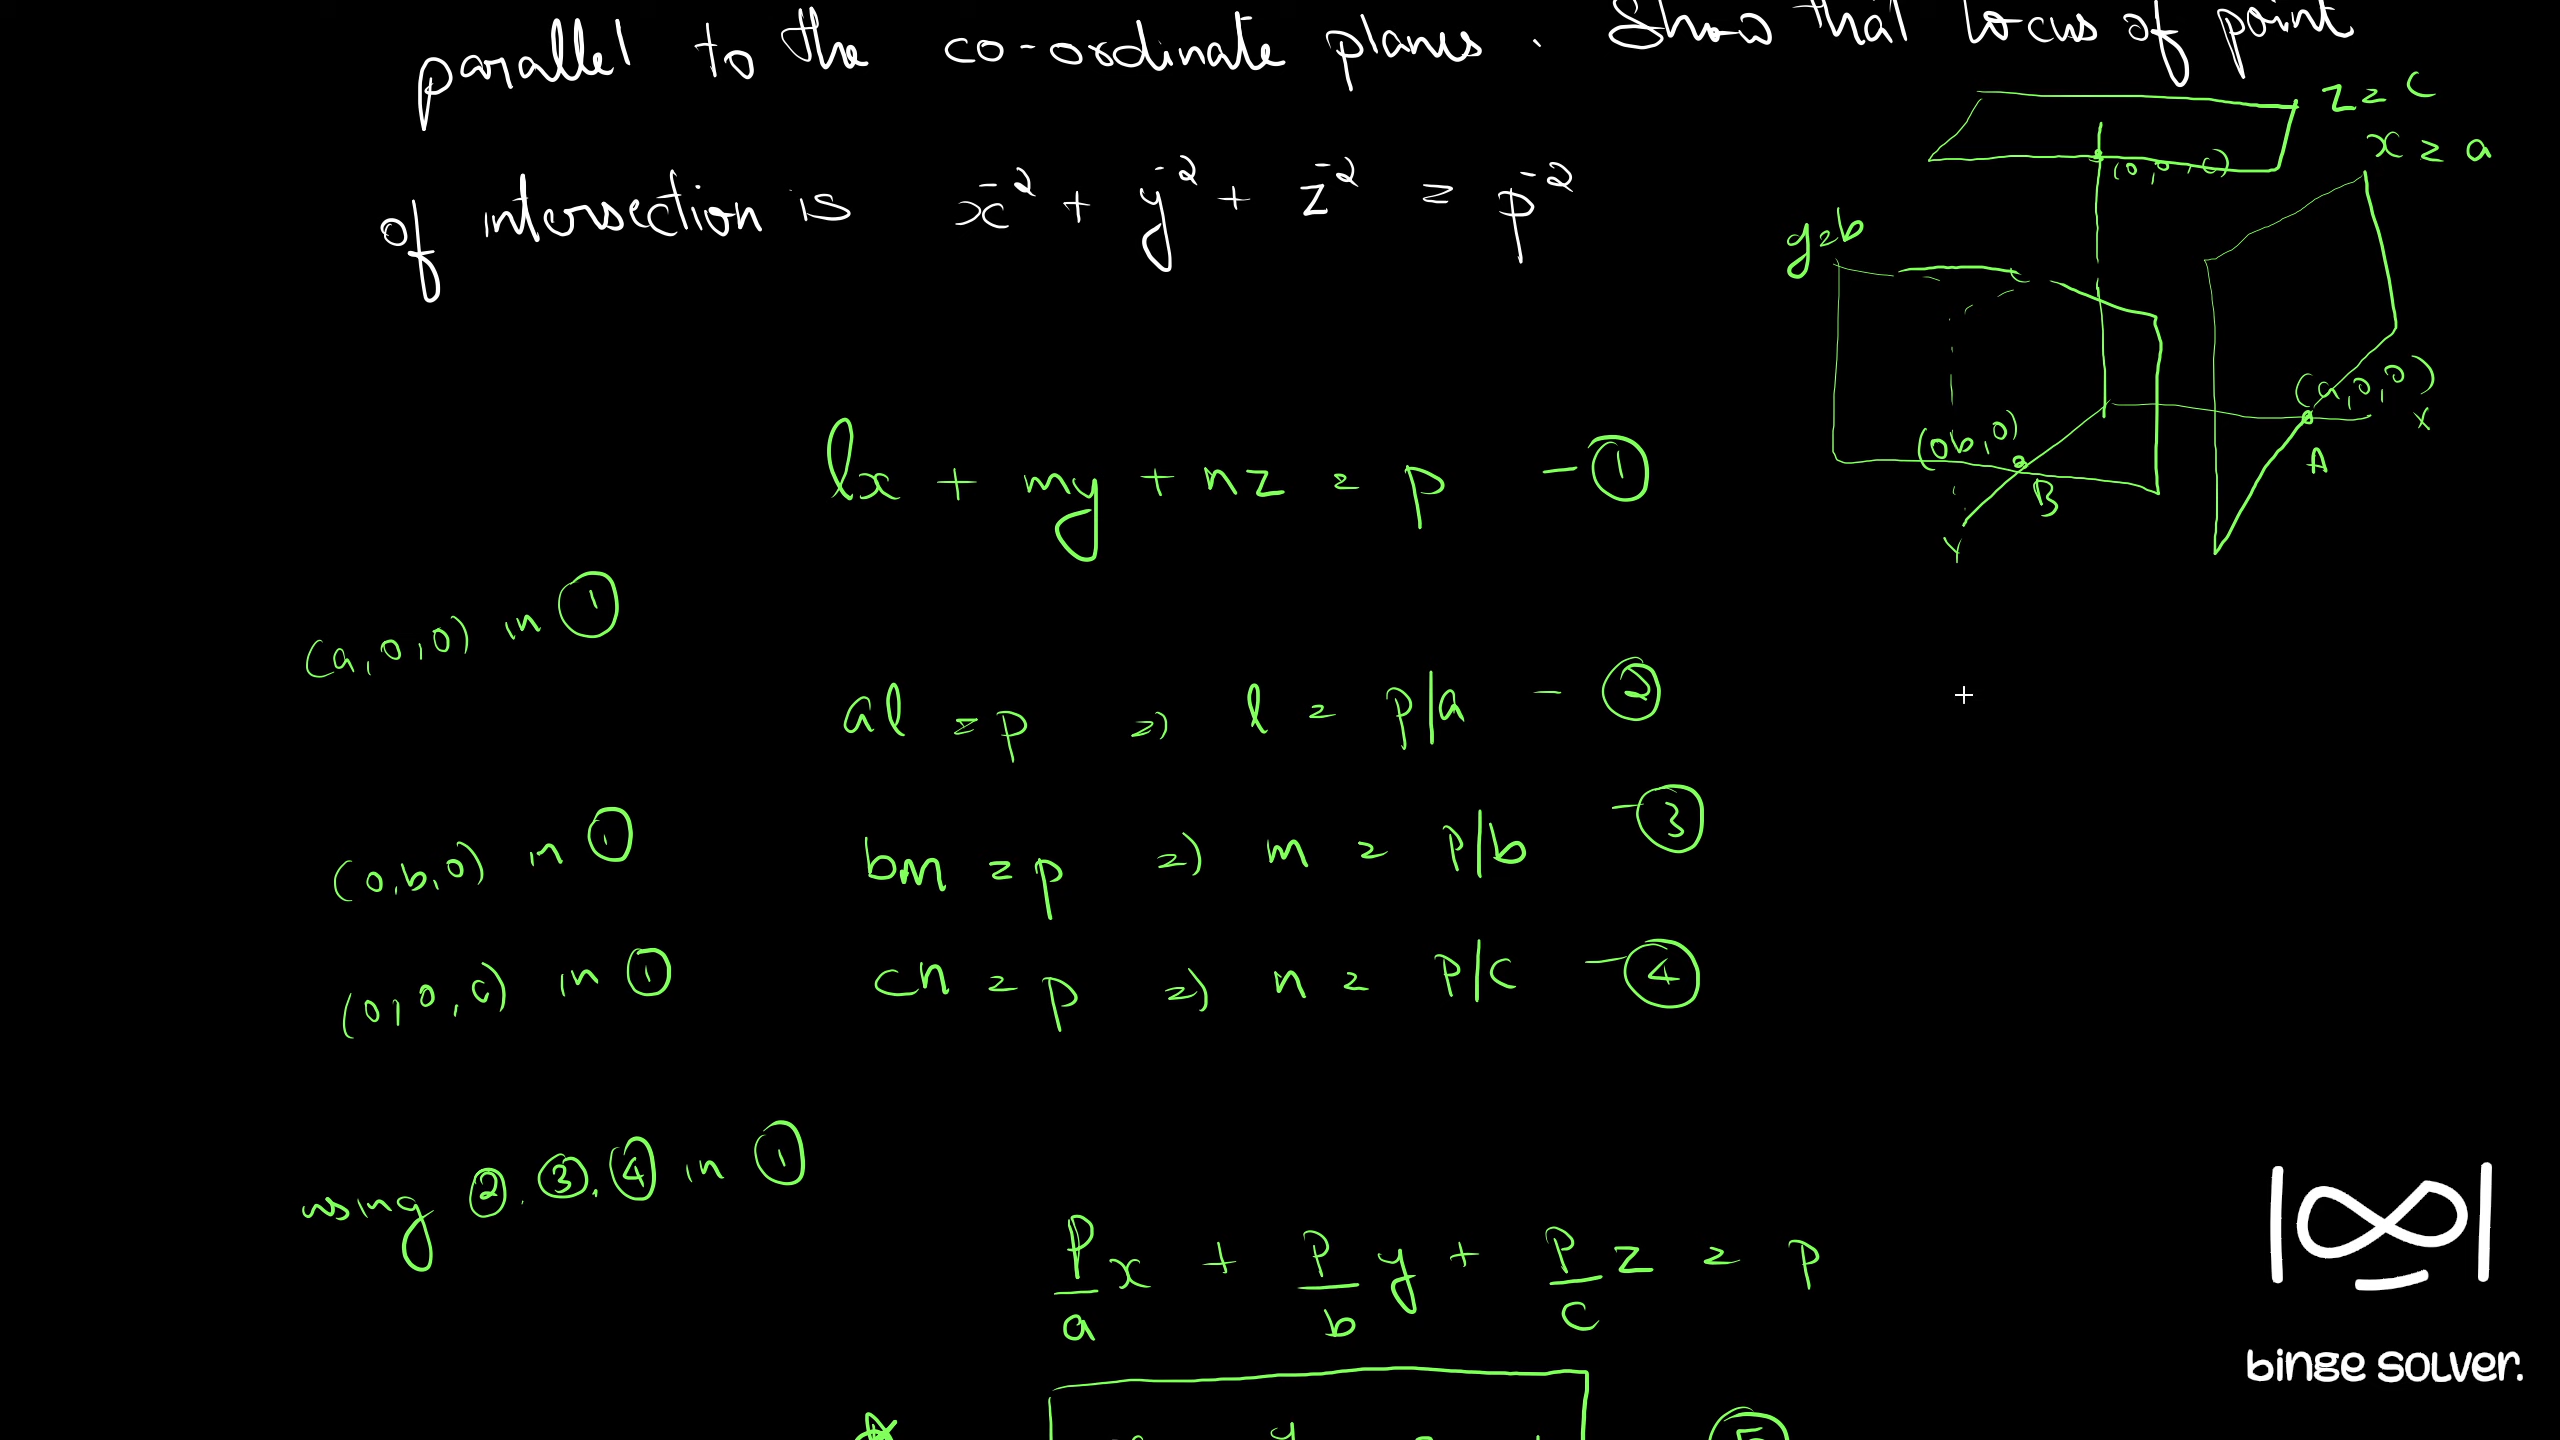 parallel to the co-ordinate planes. Show that locus of point
of intersection is x⁻² + y⁻² + z⁻² = p⁻²
z = c
x = a
(0,0,c)
y=b
(a,0,0)
X
A
(0b,0)
B
Y
lx + my + nz = p - ①
(a,0,0) in ①
al = p => l = p/a - ②
(0,b,0) in ① bm = p => m = p/b - ③
(0,0,c) in ① cn = p => n = p/c - ④
using ②, ③, ④ in ①
p/a x + p/b y + p/c z = p
binge solver.